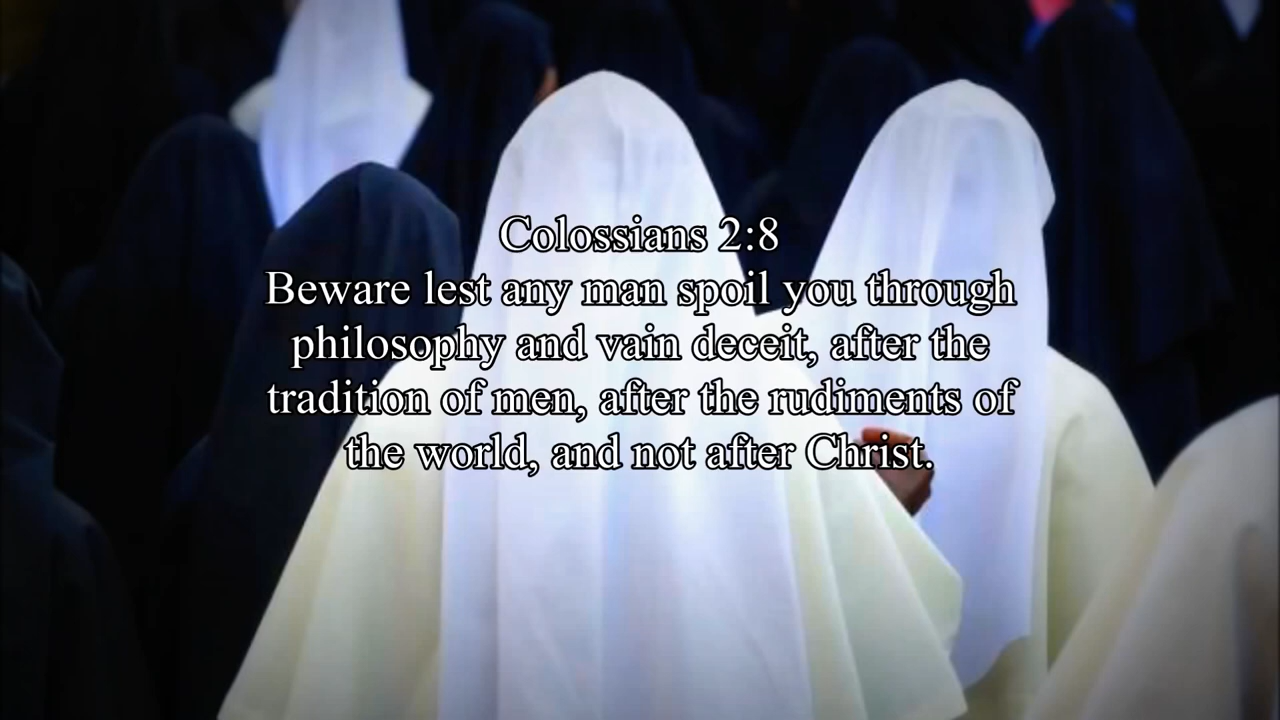 Colossians 2:8
Beware lest any man spoil you through
philosophy and vain deceit, after the
tradition of men, after the rudiments of
the world, and not after Christ.